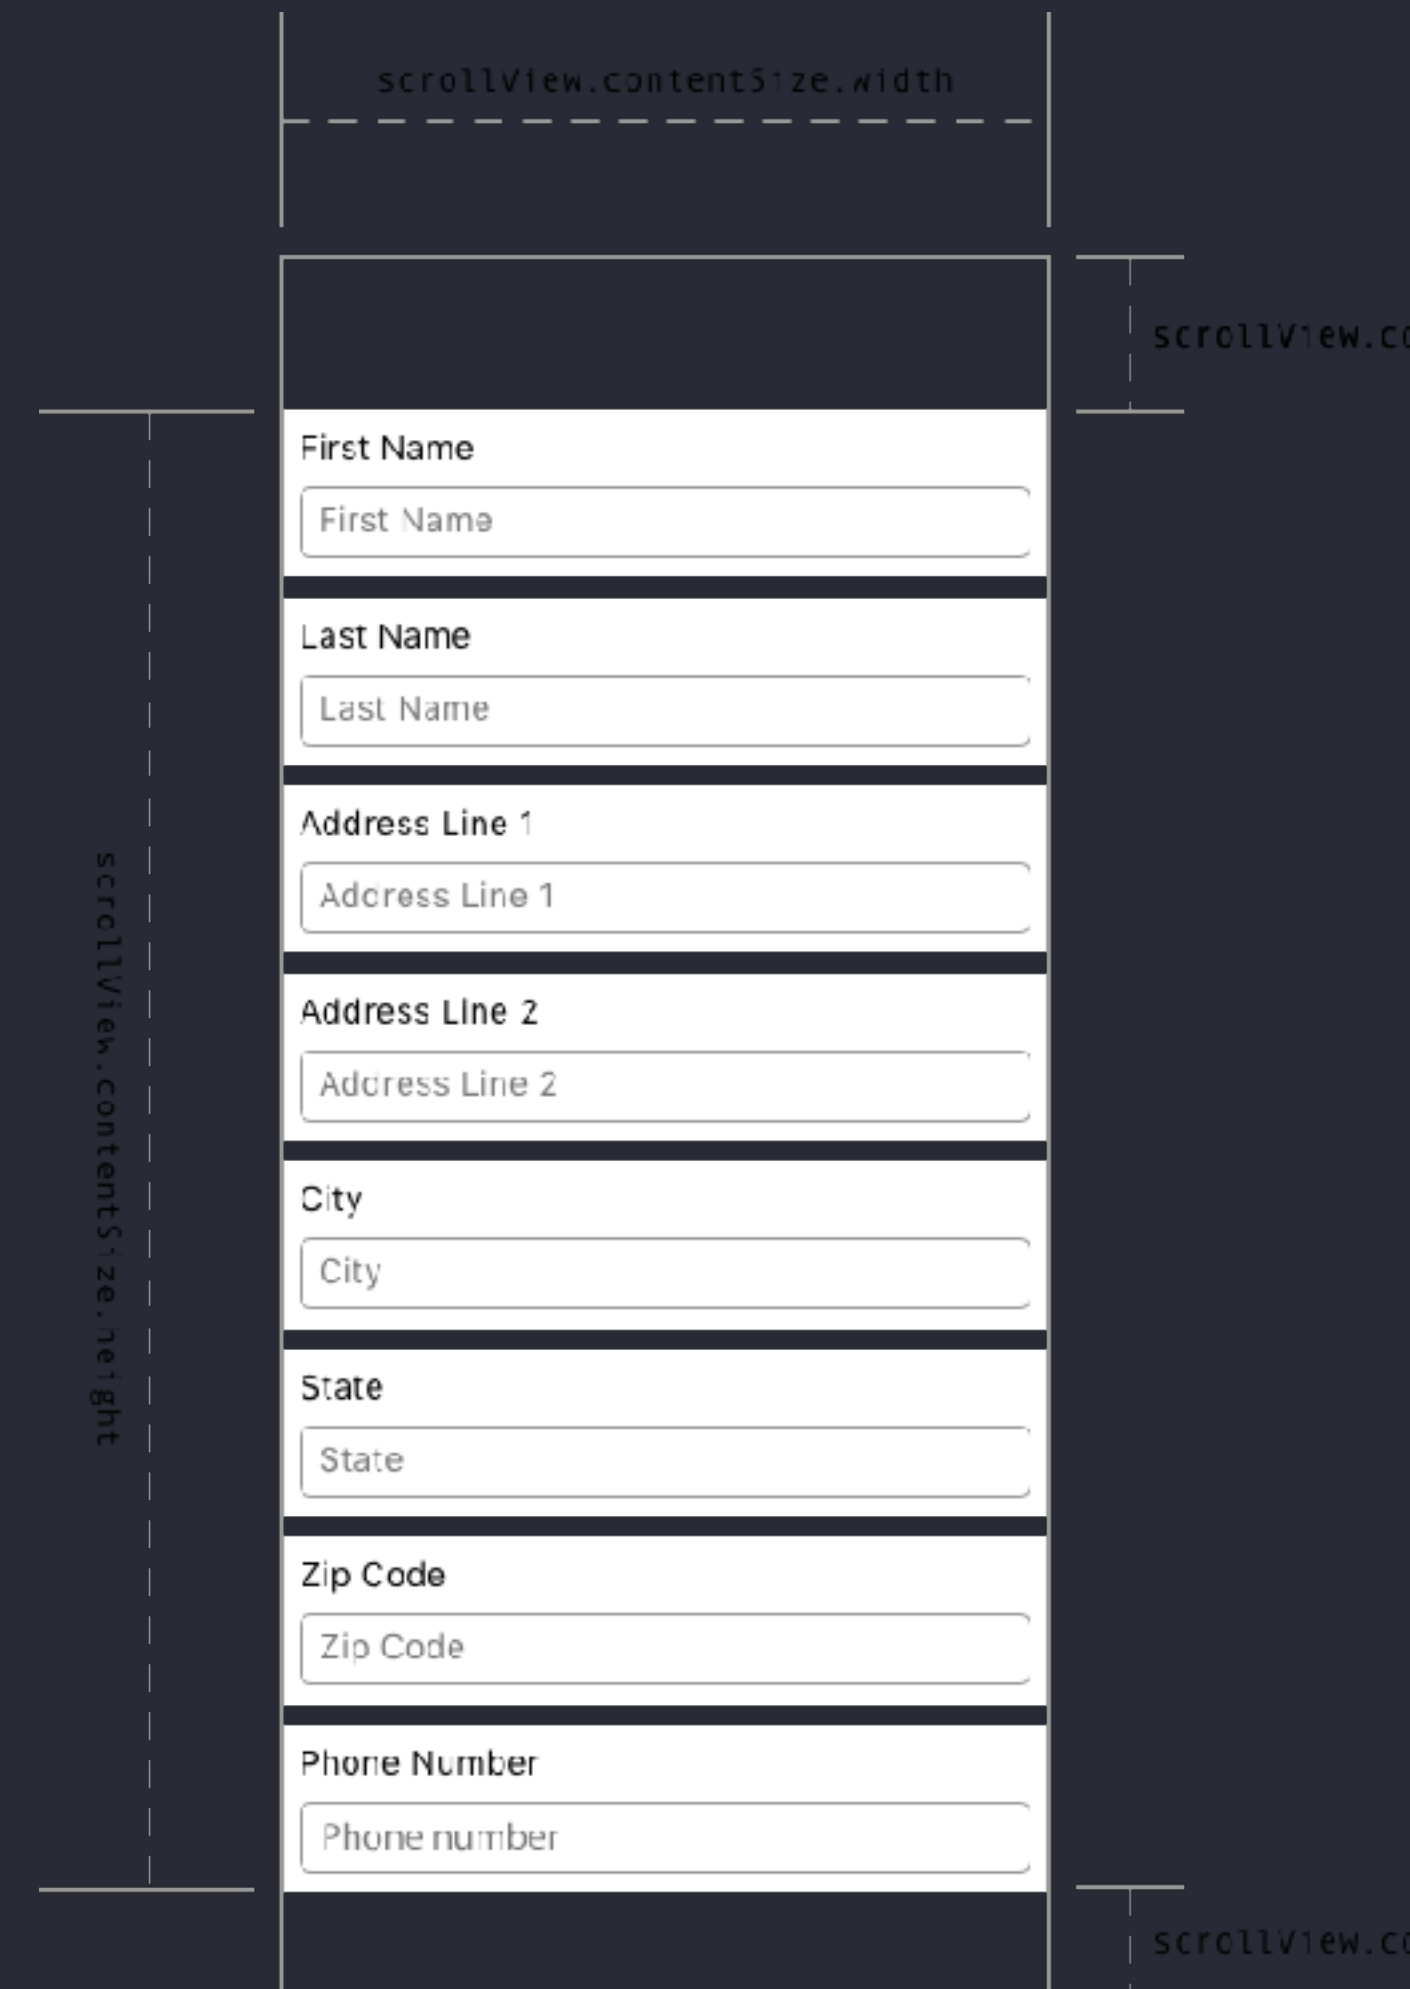 scrollView.contentSize.width
scrollView.co
First Name
First Name
Last Name
Last Name
Address Line 1
Address Line 1
scrollView.contentSize.height
Address Line 2
Address Line 2
City
City
State
State
Zip Code
Zip Code
Phone Number
Phone number
scrollView.co